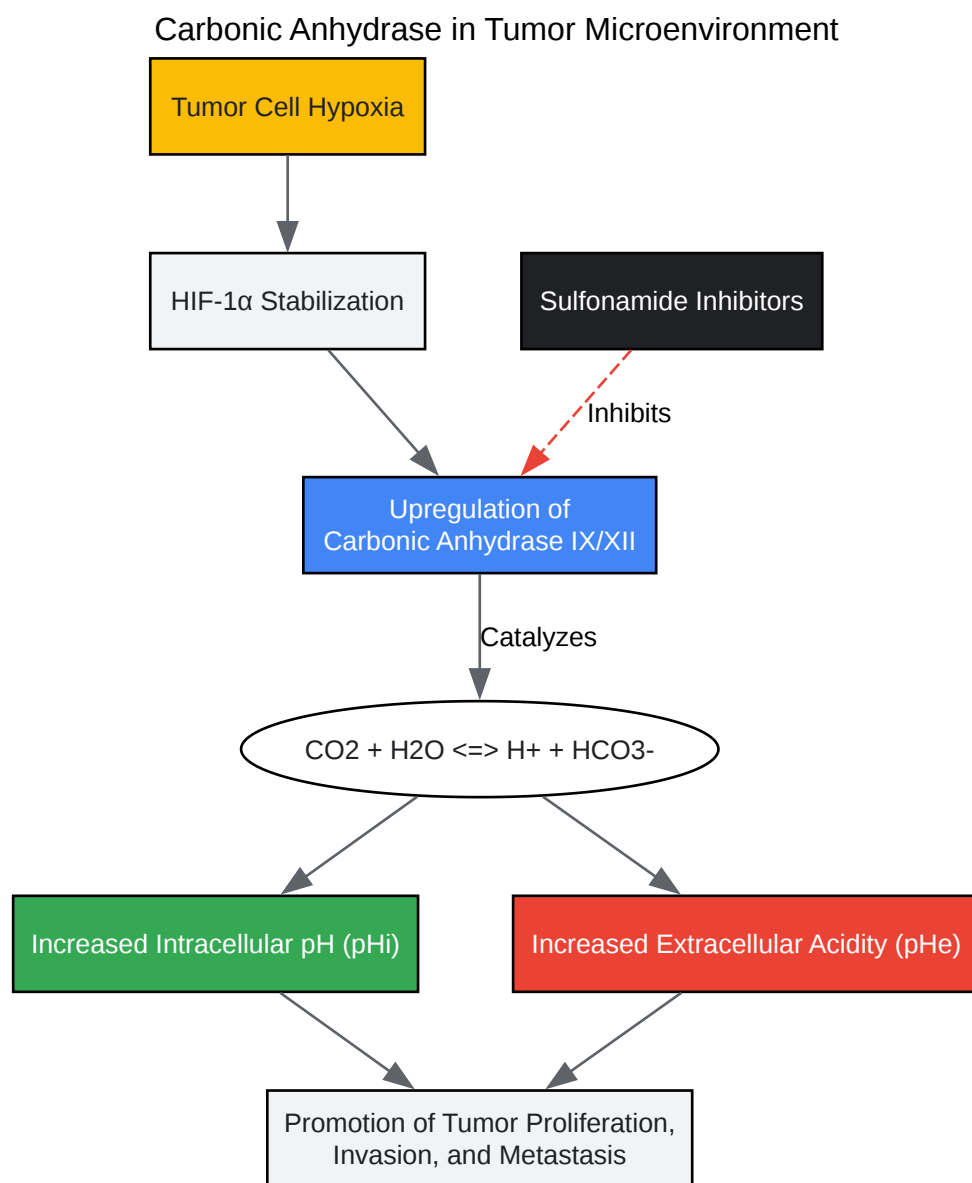 Carbonic Anhydrase in Tumor Microenvironment
Tumor Cell Hypoxia
HIF-1α Stabilization
Sulfonamide Inhibitors
Inhibits
Upregulation of
Carbonic Anhydrase IX/XII
Catalyzes
CO2 + H2O <=> H+ + HCO3-
Increased Intracellular pH (pHi)
Increased Extracellular Acidity (pHe)
Promotion of Tumor Proliferation,
Invasion, and Metastasis